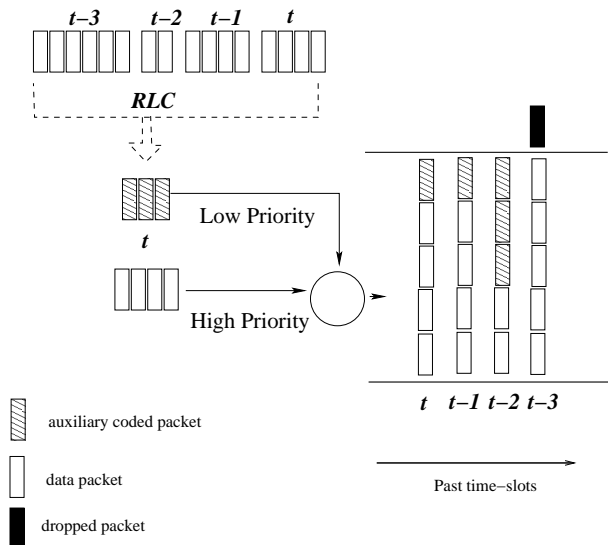 t–3 t–2 t–1 t
RLC
Low Priority
t
High Priority
t t–1 t–2 t–3
auxiliary coded packet
data packet
Past time–slots
dropped packet